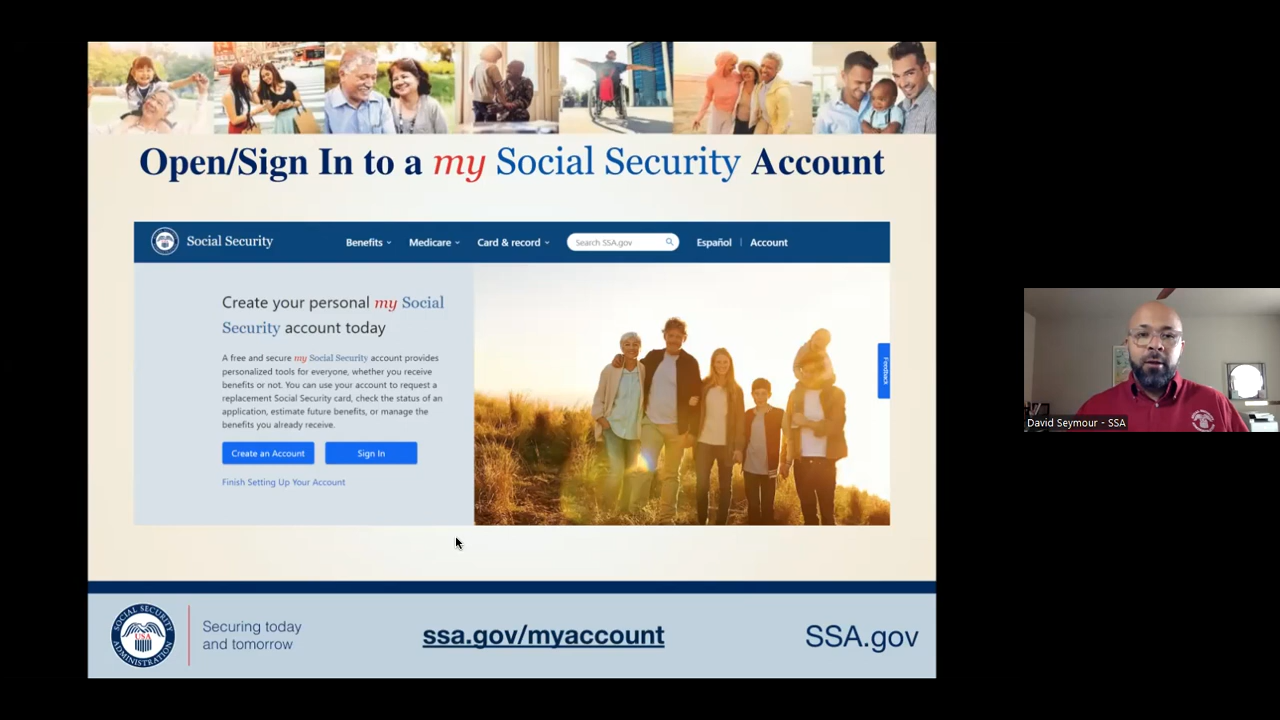 Open/Sign In to a my Social Security Account
Social Security
Benefits
Medicare
Card & record
Search SSA.gov
Español
Account
Create your personal my Social
Security account today
A free and secure my Social Security account provides
personalized tools for everyone, whether you receive
benefits or not. You can use your account to request a
replacement Social Security card, check the status of an
application, estimate future benefits, or manage the
benefits you already receive.
Create an Account
Sign In
Finish Setting Up Your Account
Feedback
David Seymour - SSA
SOCIAL SECURITY
USA
ADMINISTRATION
Securing today
and tomorrow
ssa.gov/myaccount
SSA.gov